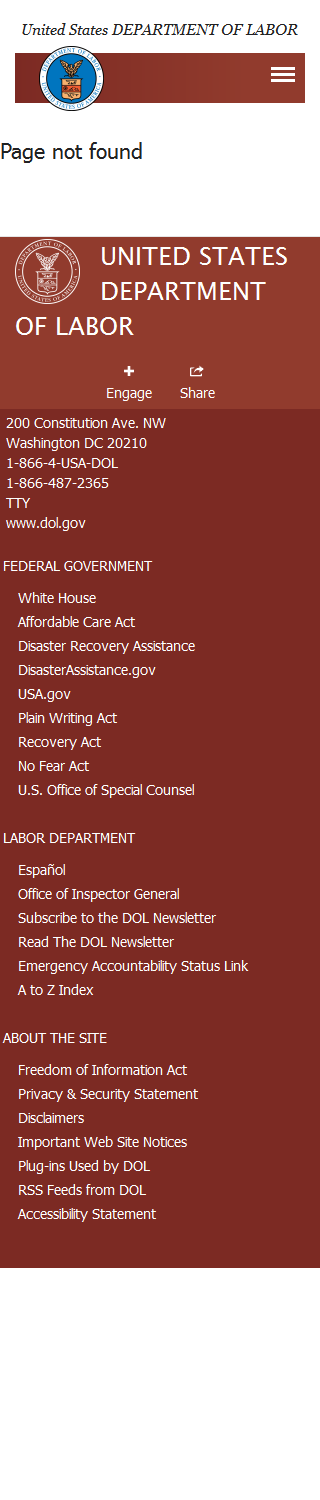 United States DEPARTMENT OF LABOR
Page not found
UNITED STATES
DEPARTMENT
OF LABOR
Engage
Share
200 Constitution Ave. NW
Washington DC 20210
1-866-4-USA-DOL
1-866-487-2365
TTY
www.dol.gov
FEDERAL GOVERNMENT
White House
Affordable Care Act
Disaster Recovery Assistance
DisasterAssistance.gov
USA.gov
Plain Writing Act
Recovery Act
No Fear Act
U.S. Office of Special Counsel
LABOR DEPARTMENT
Español
Office of Inspector General
Subscribe to the DOL Newsletter
Read The DOL Newsletter
Emergency Accountability Status Link
A to Z Index
ABOUT THE SITE
Freedom of Information Act
Privacy & Security Statement
Disclaimers
Important Web Site Notices
Plug-ins Used by DOL
RSS Feeds from DOL
Accessibility Statement